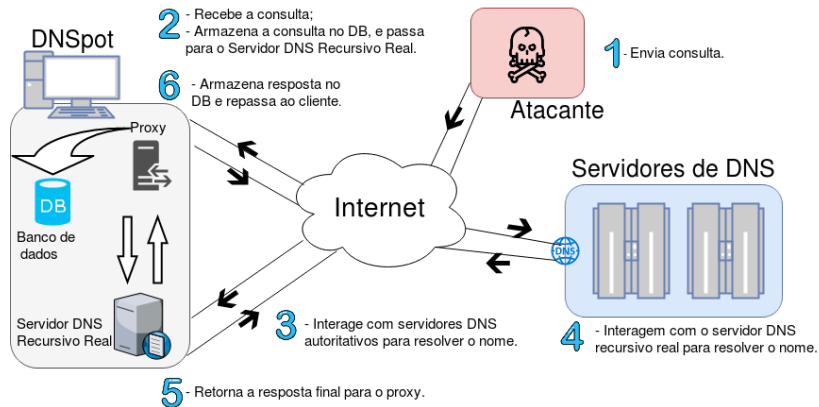 DNSpot
2 - Recebe a consulta;
- Armazena a consulta no DB, e passa
para o Servidor DNS Recursivo Real.
6 - Armazena resposta no
DB e repassa ao cliente.
1 - Envia consulta.
Atacante
Proxy
DB
Banco de
dados
Servidor DNS
Recursivo Real
Internet
Servidores de DNS
DNS
3 - Interage com servidores DNS
autoritativos para resolver o nome.
4 - Interagem com o servidor DNS
recursivo real para resolver o nome.
5 - Retorna a resposta final para o proxy.